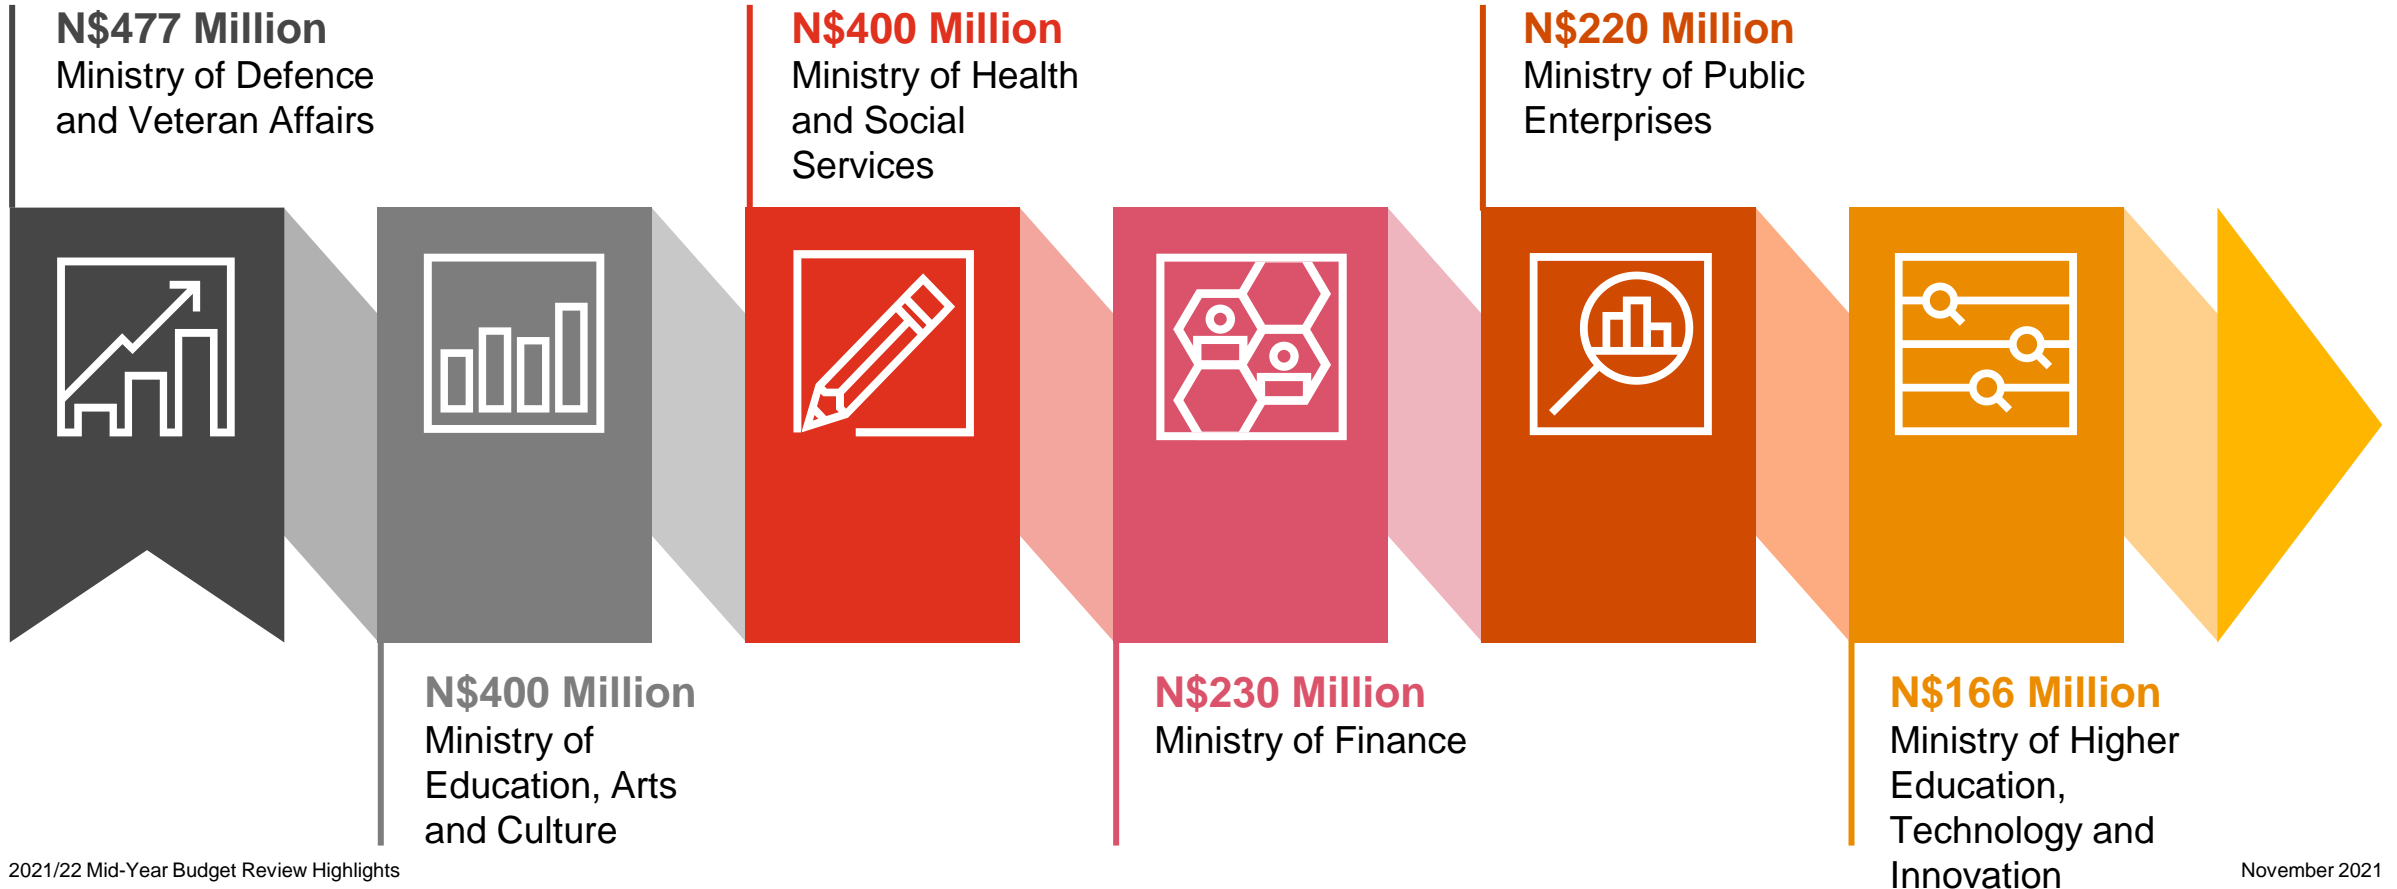 N$477 Million
Ministry of Defence
and Veteran Affairs
N$400 Million
Ministry of Health
and Social
Services
N$220 Million
Ministry of Public
Enterprises
N$400 Million
Ministry of
Education, Arts
and Culture
N$230 Million
Ministry of Finance
N$166 Million
Ministry of Higher
Education,
Technology and
Innovation
2021/22 Mid-Year Budget Review Highlights
November 2021